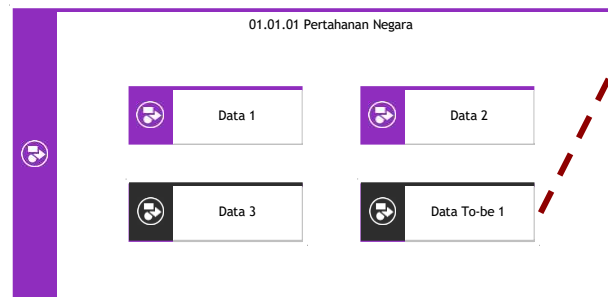 01.01.01 Pertahanan Negara
Data 1
Data 2
Data 3
Data To-be 1